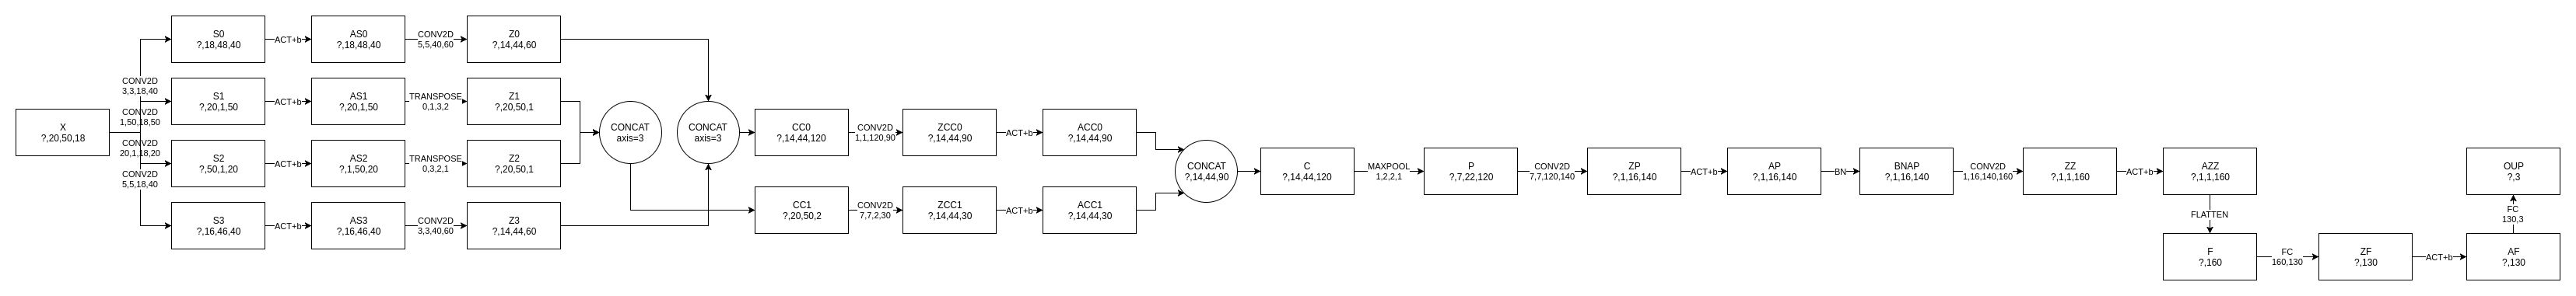 X
?,20,50,18
CONV2D
3,3,18,40
CONV2D
1,50,18,50
CONV2D
20,1,18,20
CONV2D
5,5,18,40
S0
?,18,48,40
ACT+b
AS0
?,18,48,40
CONV2D
5,5,40,60
Z0
?,14,44,60
S1
?,20,1,50
ACT+b
AS1
?,20,1,50
TRANSPOSE
0,1,3,2
Z1
?,20,50,1
S2
?,50,1,20
ACT+b
AS2
?,1,50,20
TRANSPOSE
0,3,2,1
Z2
?,20,50,1
S3
?,16,46,40
ACT+b
AS3
?,16,46,40
CONV2D
3,3,40,60
Z3
?,14,44,60
CONCAT
axis=3
CONCAT
axis=3
CC0
?,14,44,120
CONV2D
1,1,120,90
ZCC0
?,14,44,90
ACT+b
ACC0
?,14,44,90
CC1
?,20,50,2
CONV2D
7,7,2,30
ZCC1
?,14,44,30
ACT+b
ACC1
?,14,44,30
CONCAT
?,14,44,90
C
?,14,44,120
MAXPOOL
1,2,2,1
P
?,7,22,120
CONV2D
7,7,120,140
ZP
?,1,16,140
ACT+b
AP
?,1,16,140
BN
BNAP
?,1,16,140
CONV2D
1,16,140,160
ZZ
?,1,1,160
ACT+b
AZZ
?,1,1,160
FLATTEN
F
?,160
FC
160,130
ZF
?,130
ACT+b
AF
?,130
FC
130,3
OUP
?,3